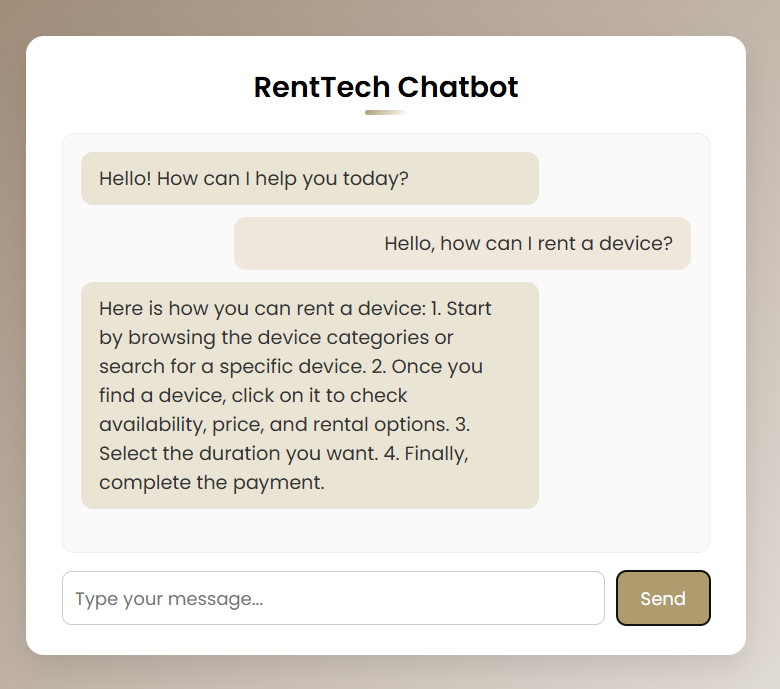 RentTech Chatbot
Hello! How can I help you today?
Hello, how can I rent a device?
Here is how you can rent a device: 1. Start
by browsing the device categories or
search for a specific device. 2. Once you
find a device, click on it to check
availability, price, and rental options. 3.
Select the duration you want. 4. Finally,
complete the payment.
Type your message...
Send